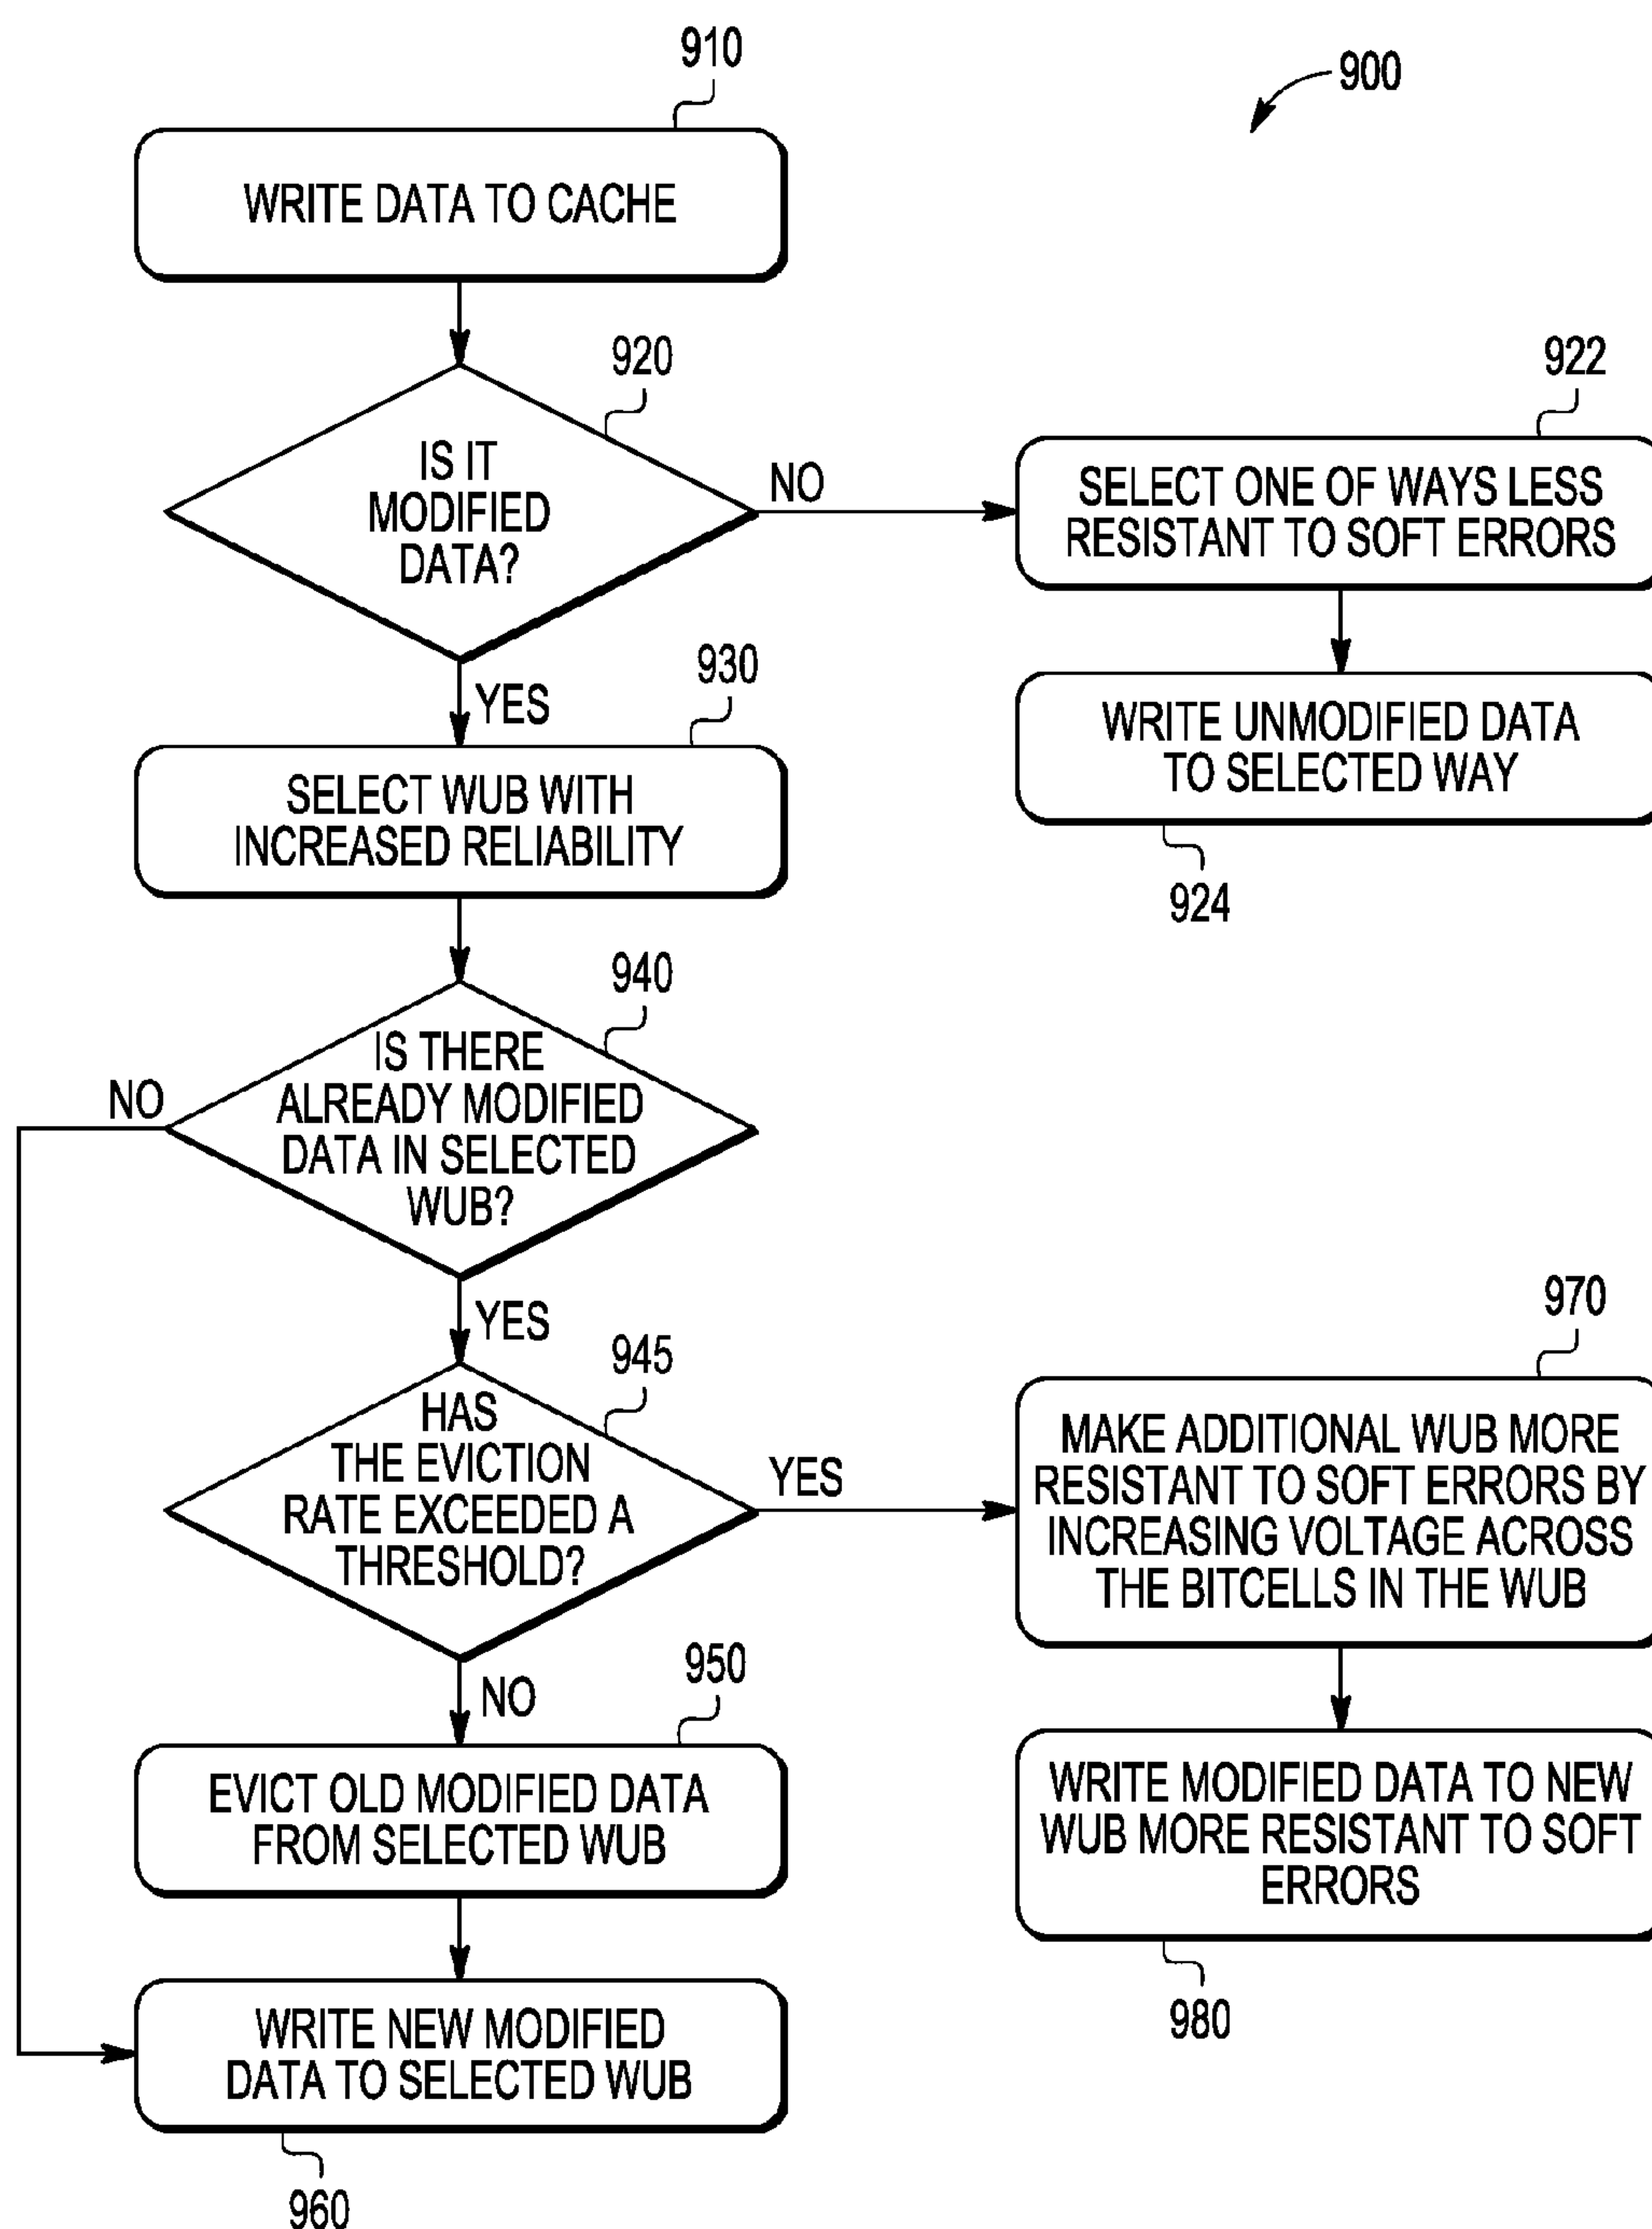 910
900
WRITE DATA TO CACHE
920
IS IT
MODIFIED
DATA?
NO
922
SELECT ONE OF WAYS LESS
RESISTANT TO SOFT ERRORS
WRITE UNMODIFIED DATA
TO SELECTED WAY
924
YES
930
SELECT WUB WITH
INCREASED RELIABILITY
940
IS THERE
ALREADY MODIFIED
DATA IN SELECTED
WUB?
NO
YES
945
HAS
THE EVICTION
RATE EXCEEDED A
THRESHOLD?
YES
970
MAKE ADDITIONAL WUB MORE
RESISTANT TO SOFT ERRORS BY
INCREASING VOLTAGE ACROSS
THE BITCELLS IN THE WUB
NO
950
EVICT OLD MODIFIED DATA
FROM SELECTED WUB
WRITE MODIFIED DATA TO NEW
WUB MORE RESISTANT TO SOFT
ERRORS
980
WRITE NEW MODIFIED
DATA TO SELECTED WUB
960